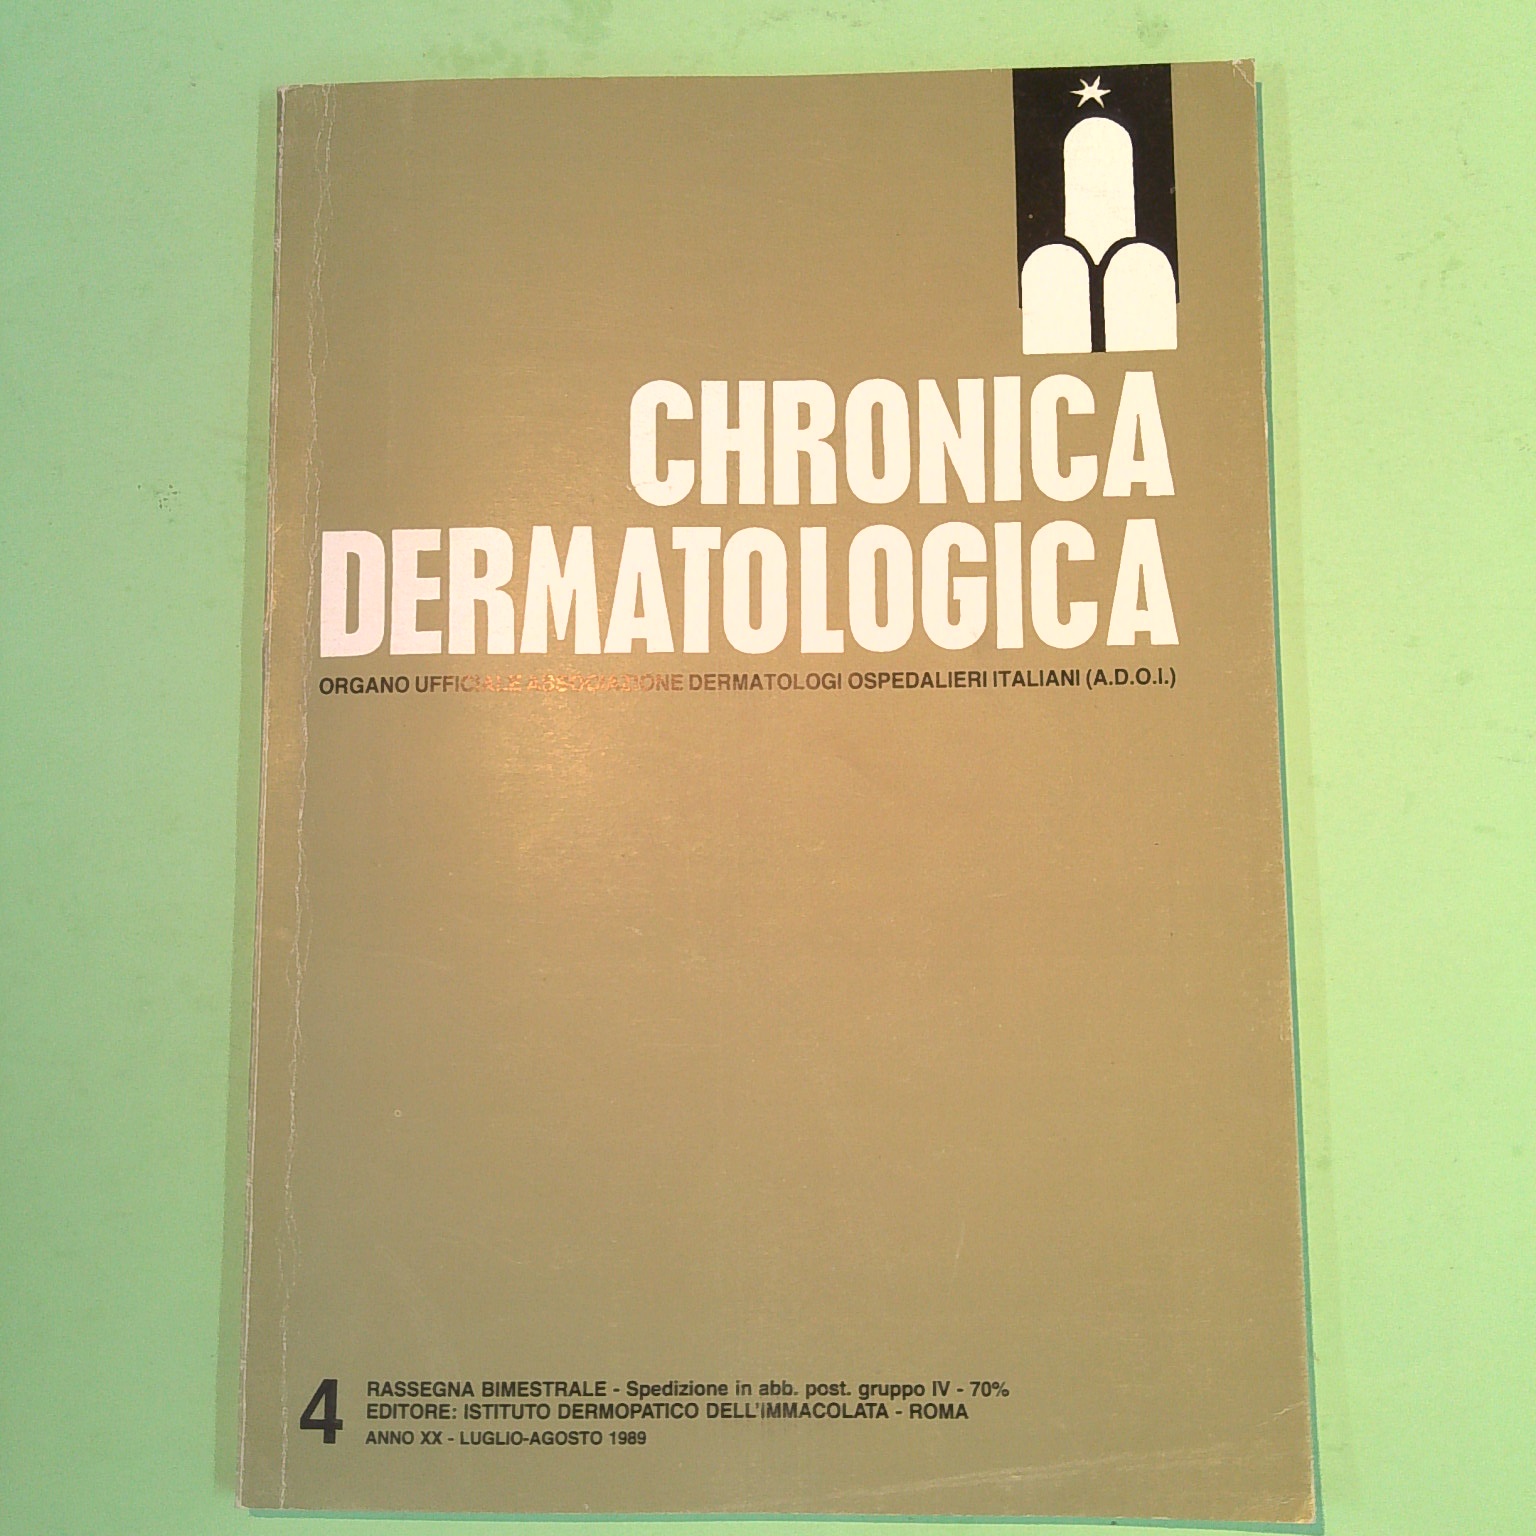 CHRONICA
DERMATOLOGICA
ORGANO UFFICIALE ASSOCIAZIONE DERMATOLOGI OSPEDALIERI ITALIANI (A.D.O.I.)
4
RASSEGNA BIMESTRALE - Spedizione in abb. post. gruppo IV - 70%
EDITORE: ISTITUTO DERMOPATICO DELL'IMMACOLATA - ROMA
ANNO XX - LUGLIO-AGOSTO 1989